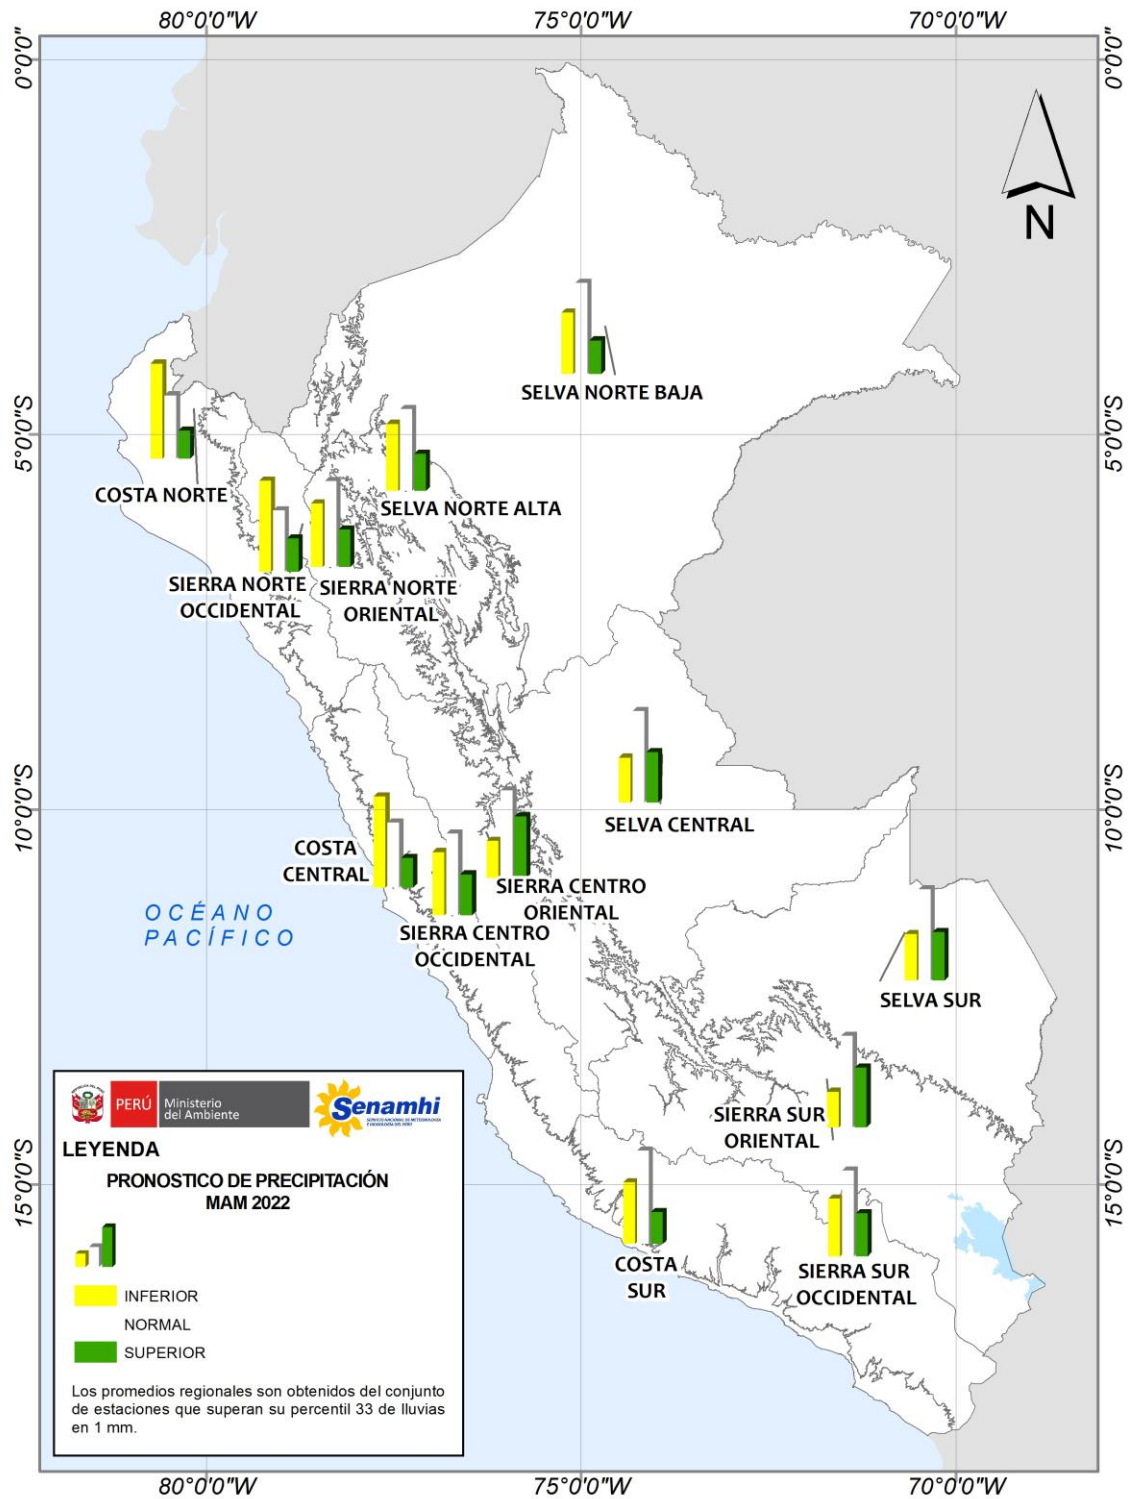 80°0'0"W
75°0'0"W
70°0'0"W
0°0'0"
0°0'0"
N
SELVA NORTE BAJA
5°0'0"S
5°0'0"S
COSTA NORTE
SELVA NORTE ALTA
SIERRA NORTE
OCCIDENTAL
SIERRA NORTE
ORIENTAL
10°0'0"S
10°0'0"S
SELVA CENTRAL
COSTA
CENTRAL
SIERRA CENTRO
ORIENTAL
SIERRA CENTRO
OCCIDENTAL
OCÉANO
PACÍFICO
SELVA SUR
SIERRA SUR
ORIENTAL
15°0'0"S
15°0'0"S
COSTA
SUR
SIERRA SUR
OCCIDENTAL
PERÚ
Ministerio
del Ambiente
Senamhi
LEYENDA
PRONOSTICO DE PRECIPITACIÓN
MAM 2022
INFERIOR
NORMAL
SUPERIOR
Los promedios regionales son obtenidos del conjunto
de estaciones que superan su percentil 33 de lluvias
en 1 mm.
80°0'0"W
75°0'0"W
70°0'0"W